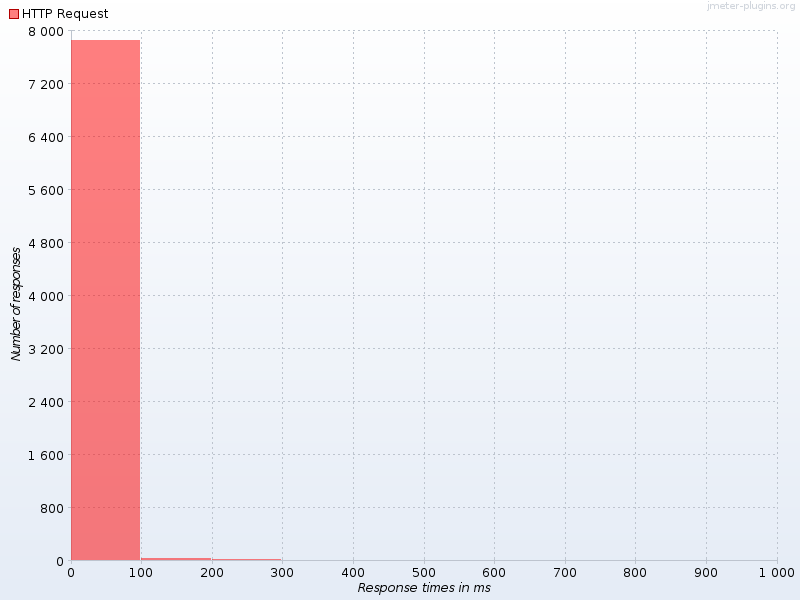 jmeter-plugins.org
HTTP Request
8 000
7 200
6 400
5 600
4 800
4 000
3 200
2 400
1 600
800
0
Number of responses
0 100 200 300 400 500 600 700 800 900 1 000
Response times in ms